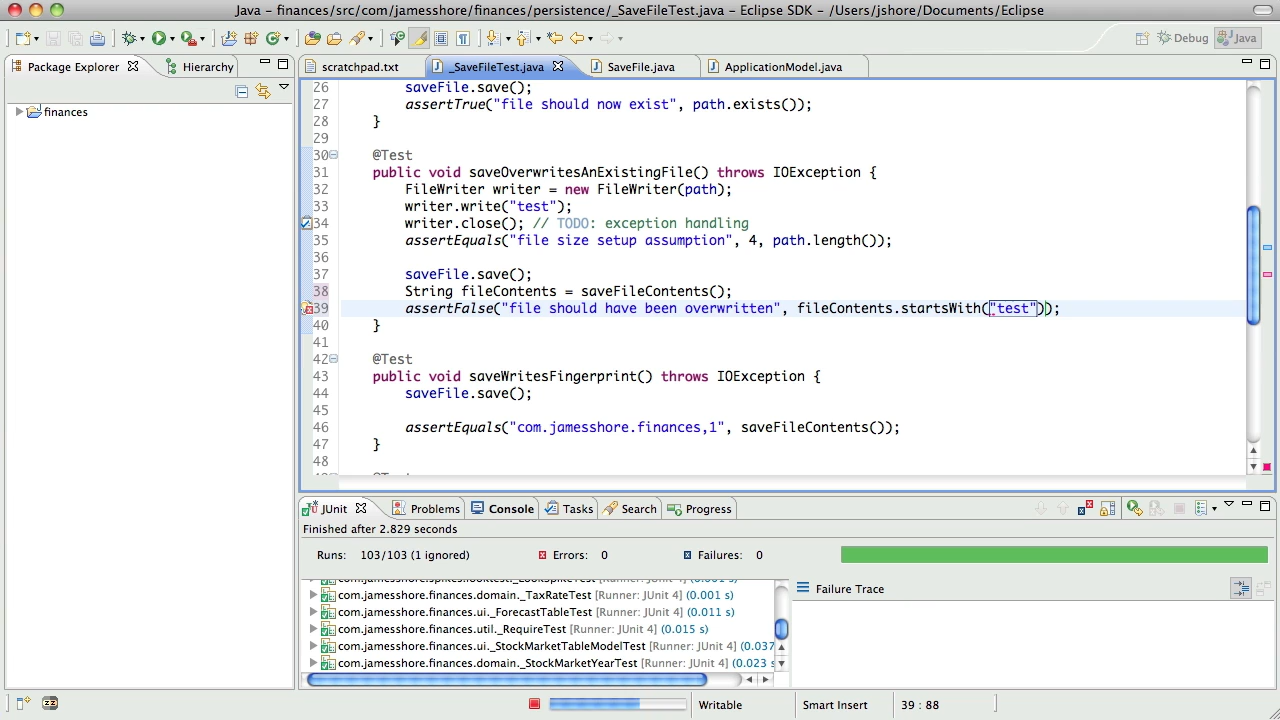 Java – finances/src/com/jamesshore/finances/persistence/_SaveFileTest.java – Eclipse SDK – /Users/jshore/Documents/Eclipse
Debug Java
Package Explorer Hierarchy
finances
scratchpad.txt _SaveFileTest.java SaveFile.java ApplicationModel.java
26 saveFile.save();
27 assertTrue("file should now exist", path.exists());
28 }
29
30 @Test
31 public void saveOverwritesAnExistingFile() throws IOException {
32 FileWriter writer = new FileWriter(path);
33 writer.write("test");
34 writer.close(); // TODO: exception handling
35 assertEquals("file size setup assumption", 4, path.length());
36
37 saveFile.save();
38 String fileContents = saveFileContents();
39 assertFalse("file should have been overwritten", fileContents.startsWith("test"));
40 }
41
42 @Test
43 public void saveWritesFingerprint() throws IOException {
44 saveFile.save();
45
46 assertEquals("com.jamesshore.finances,1", saveFileContents());
47 }
48
JUnit Problems Console Tasks Search Progress
Finished after 2.829 seconds
Runs: 103/103 (1 ignored) Errors: 0 Failures: 0
com.jamesshore.finances.domain._TaxRateTest [Runner: JUnit 4] (0.001 s)
com.jamesshore.finances.ui._ForecastTableTest [Runner: JUnit 4] (0.011 s)
com.jamesshore.finances.util._RequireTest [Runner: JUnit 4] (0.015 s)
com.jamesshore.finances.ui._StockMarketTableModelTest [Runner: JUnit 4] (0.037
com.jamesshore.finances.domain._StockMarketYearTest [Runner: JUnit 4] (0.023 s
Failure Trace
Writable Smart Insert 39 : 88